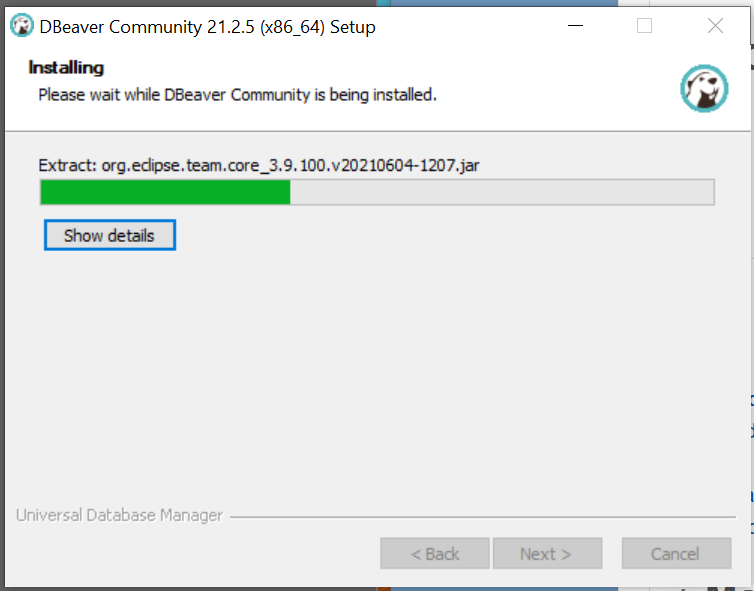 DBeaver Community 21.2.5 (x86_64) Setup
Installing
Please wait while DBeaver Community is being installed.
Extract: org.eclipse.team.core_3.9.100.v20210604-1207.jar
Show details
Universal Database Manager
< Back
Next >
Cancel